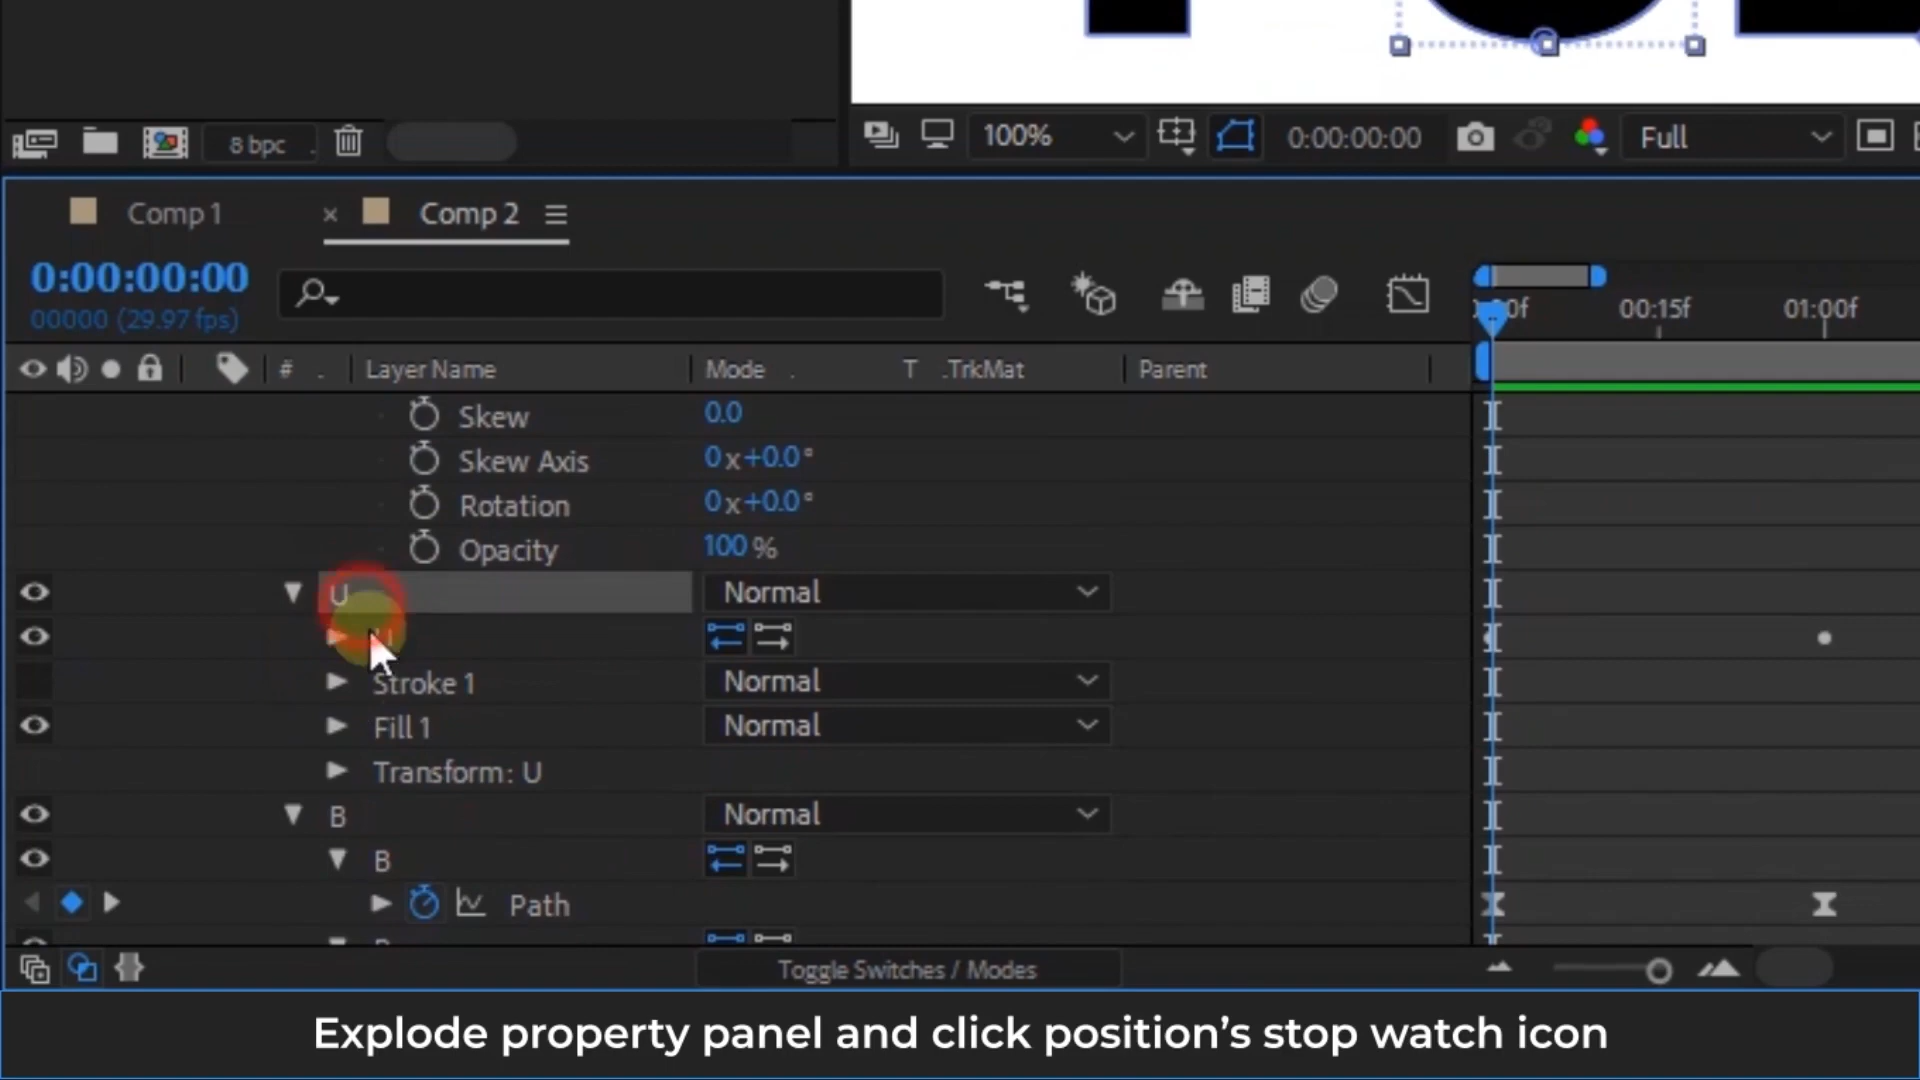 8 bpc
100%
0:00:00:00
Full
Comp 1
× Comp 2
0:00:00:00
00000 (29.97 fps)
00:15f
01:00f
# . Layer Name
Mode
T .TrkMat
Parent
Skew 0.0
Skew Axis 0x+0.0°
Rotation 0x+0.0°
Opacity 100 %
U Normal
U
Stroke 1 Normal
Fill 1 Normal
Transform: U
B Normal
B
Path
Toggle Switches / Modes
Explode property panel and click position’s stop watch icon